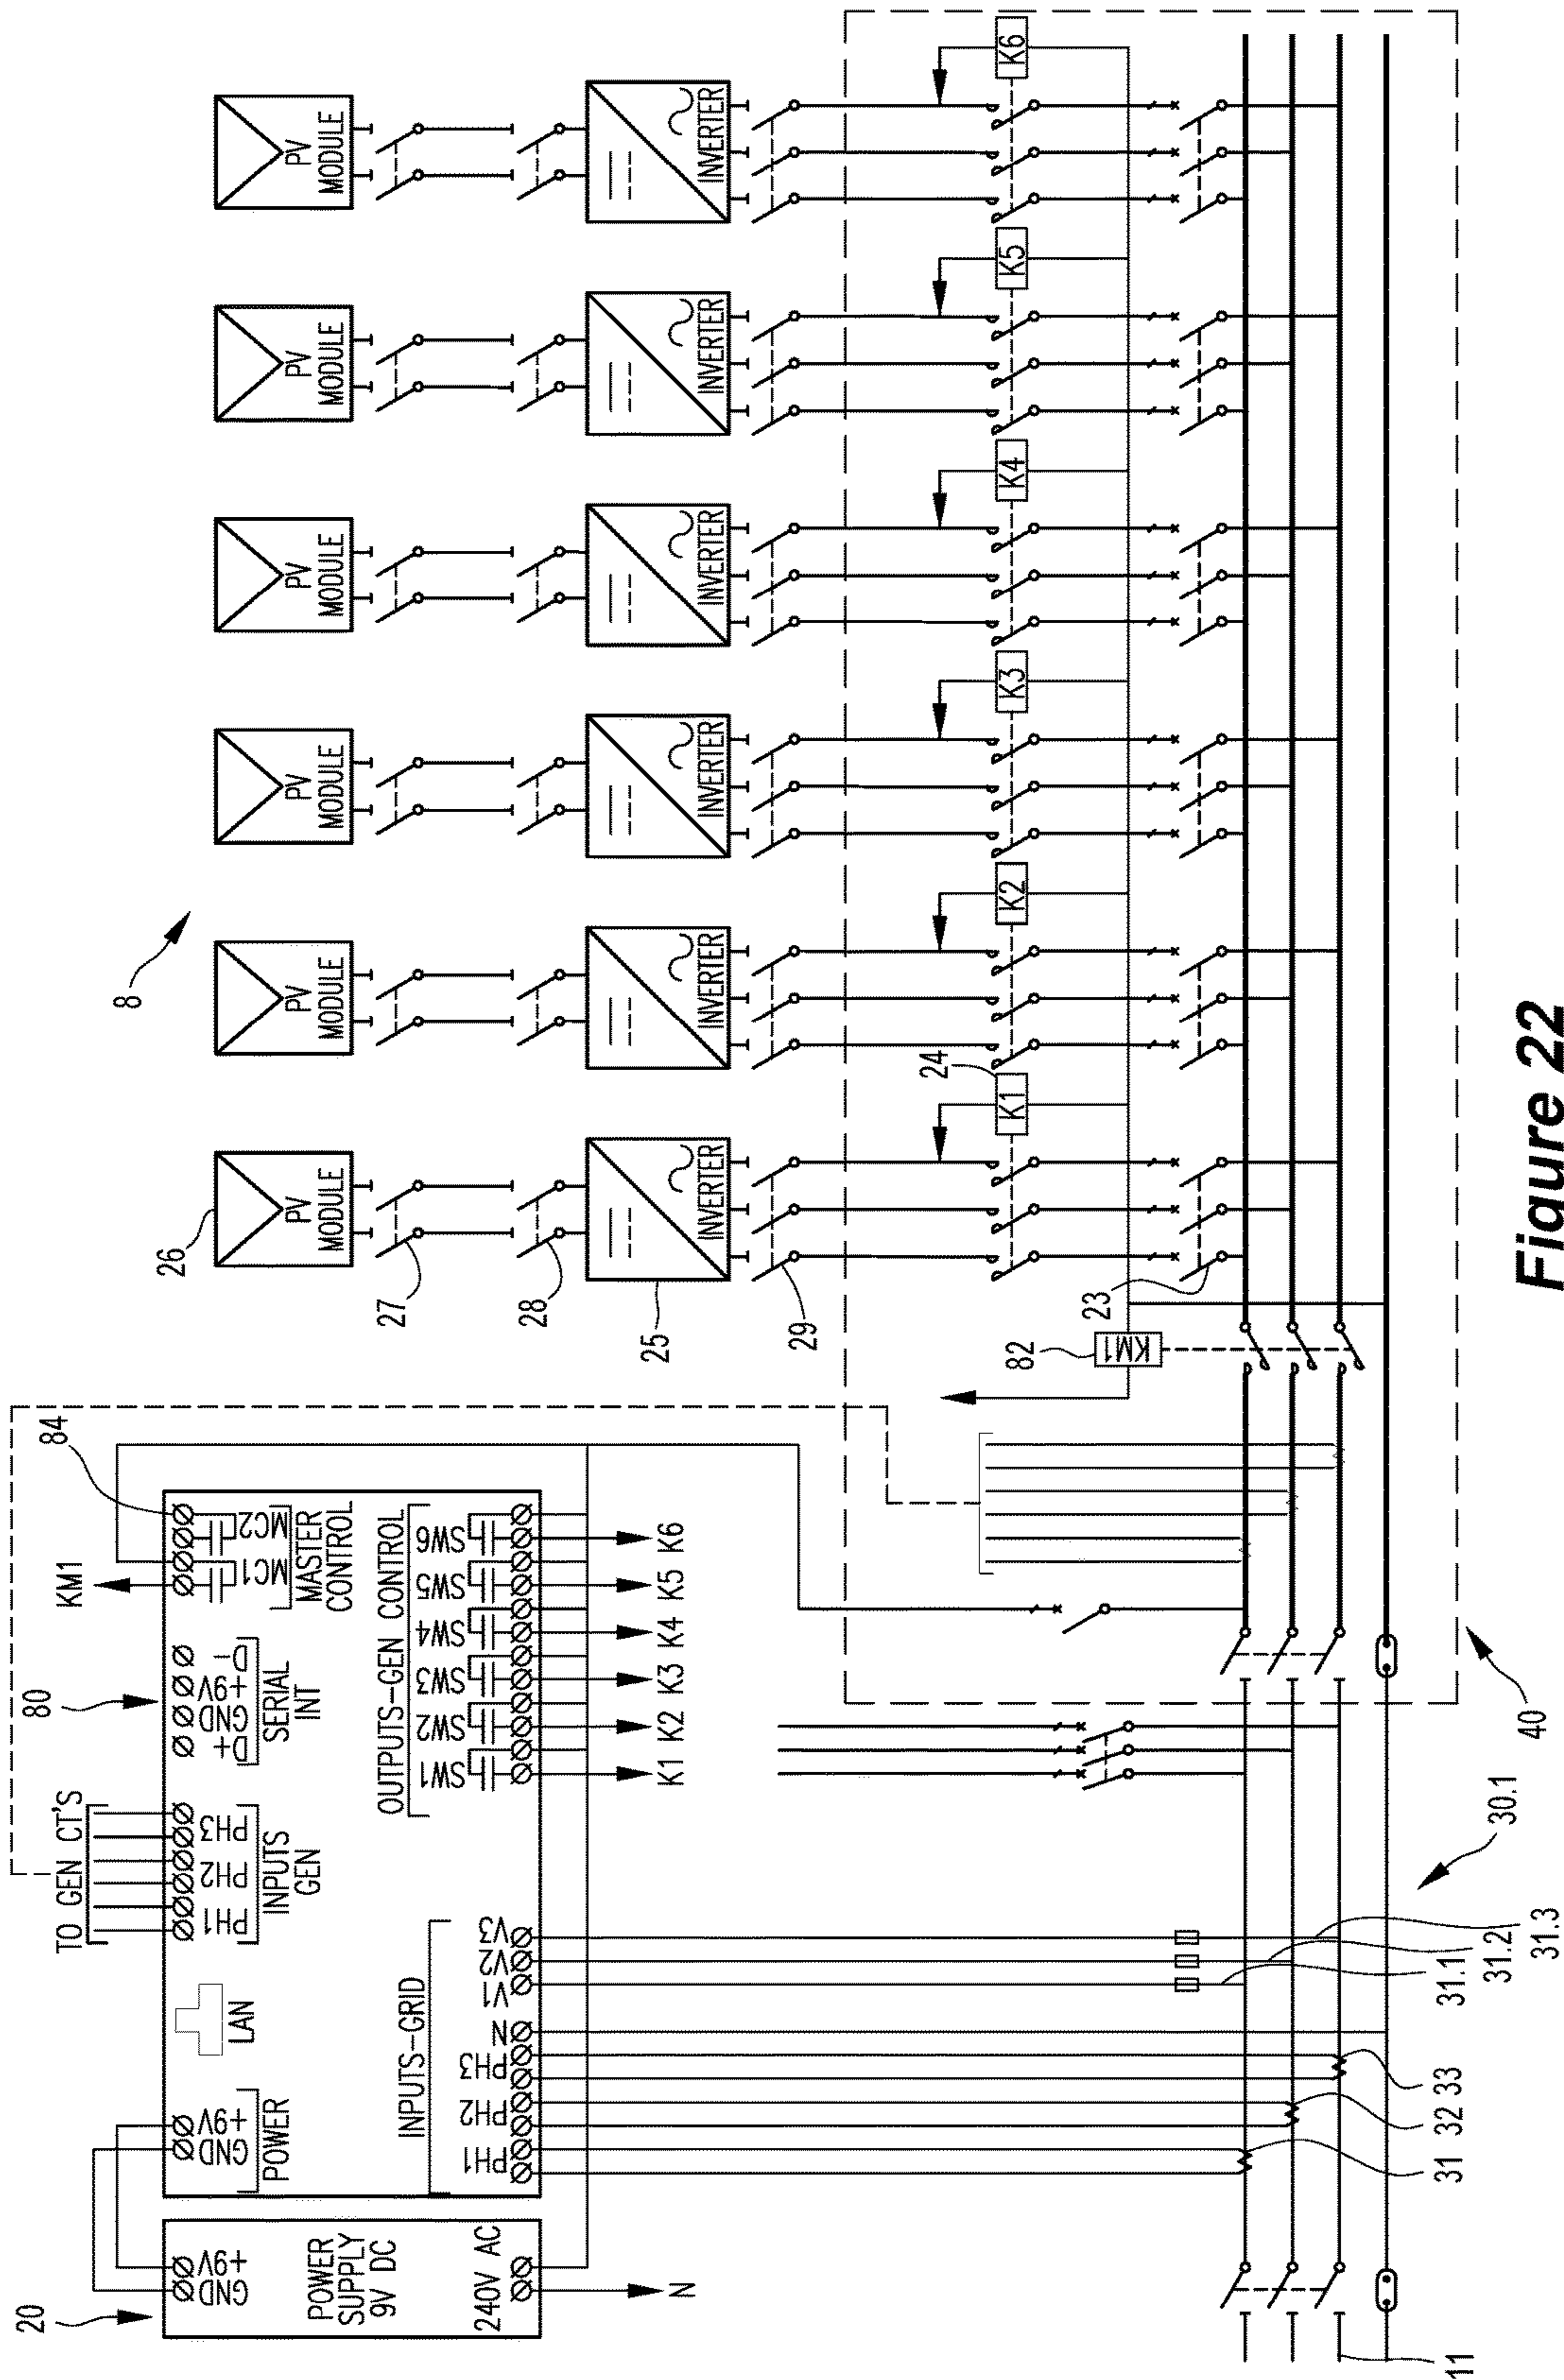 20
GND
+9V
POWER
SUPPLY
9V DC
240V AC
N
GND
+9V
POWER
LAN
TO GEN CT'S
PH1
PH2
PH3
INPUTS
GEN
80
D+
GND
+9V
D-
SERIAL
INT
KM1
MC1
MC2
MASTER
CONTROL
84
INPUTS-GRID
PH1
PH2
PH3
N
V1
V2
V3
OUTPUTS-GEN CONTROL
SW1
SW2
SW3
SW4
SW5
SW6
K1
K2
K3
K4
K5
K6
8
26
PV
MODULE
PV
MODULE
PV
MODULE
PV
MODULE
PV
MODULE
PV
MODULE
27
28
25
INVERTER
INVERTER
INVERTER
INVERTER
INVERTER
INVERTER
29
24
K1
K2
K3
K4
K5
K6
82
KM1
23
11
31
32
33
31.1
31.2
31.3
30.1
40
Figure 22